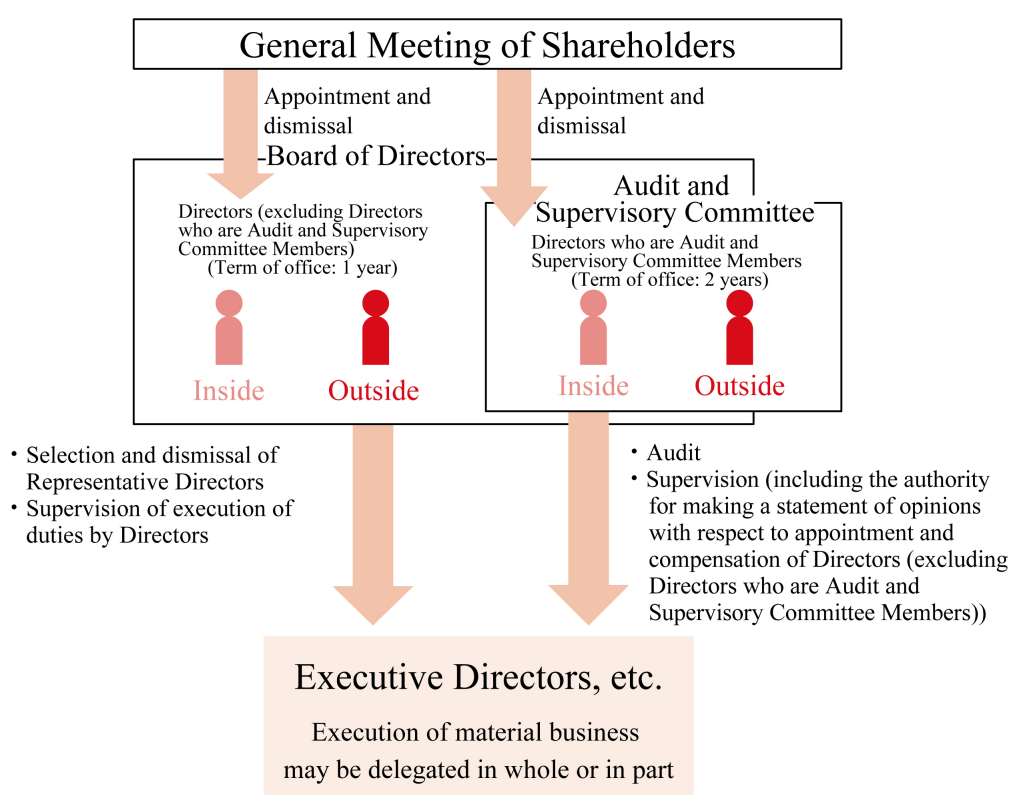 General Meeting of Shareholders
Appointment and
dismissal
Appointment and
dismissal
Board of Directors
Directors (excluding Directors
who are Audit and Supervisory
Committee Members)
(Term of office: 1 year)
Inside
Outside
Audit and
Supervisory Committee
Directors who are Audit and
Supervisory Committee Members
(Term of office: 2 years)
Inside
Outside
・Selection and dismissal of
Representative Directors
・Supervision of execution of
duties by Directors
・Audit
・Supervision (including the authority
for making a statement of opinions
with respect to appointment and
compensation of Directors (excluding
Directors who are Audit and
Supervisory Committee Members))
Executive Directors, etc.
Execution of material business
may be delegated in whole or in part